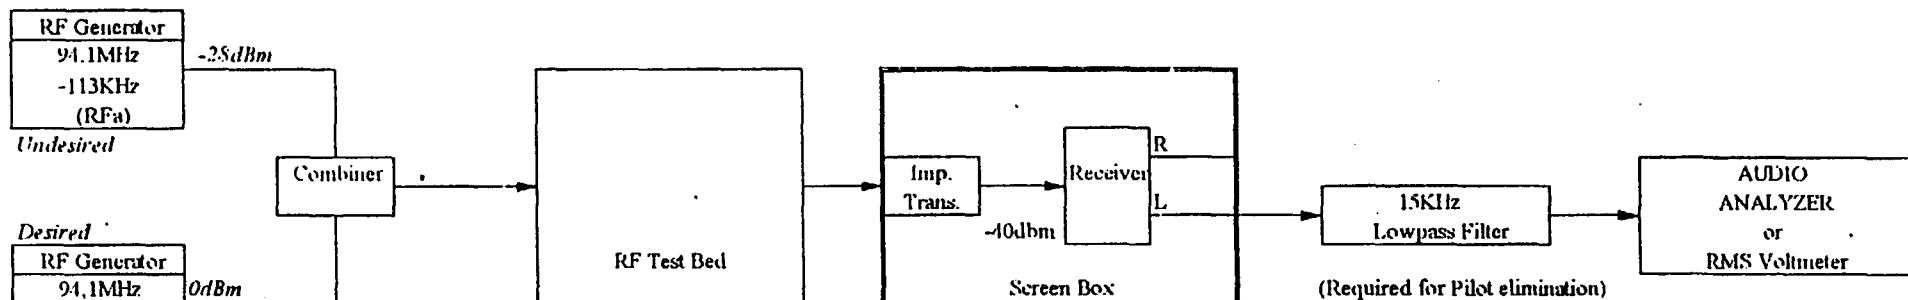 RF Generator
94.1MHz
-113KHz
(RFa)
Undesired
-28dBm
Combiner
Desired
RF Generator
94,1MHz
0dBm
RF Test Bed
Imp.
Trans.
-40dbm
Receiver
R
L
Screen Box
15KHz
Lowpass Filter
(Required for Pilot elimination)
AUDIO
ANALYZER
or
RMS Voltmeter